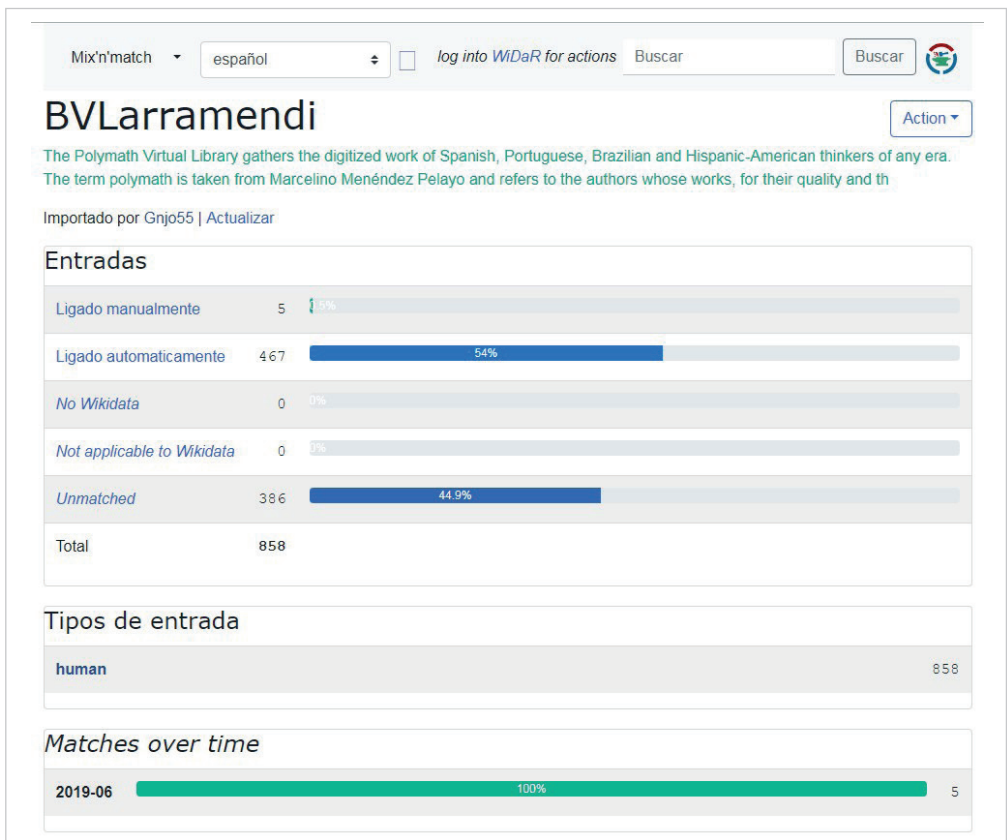 Mix'n'match español log into WiDaR for actions Buscar Buscar
BVLarramendi Action
The Polymath Virtual Library gathers the digitized work of Spanish, Portuguese, Brazilian and Hispanic-American thinkers of any era.
The term polymath is taken from Marcelino Menéndez Pelayo and refers to the authors whose works, for their quality and th
Importado por Gnjo55 | Actualizar
Entradas
Ligado manualmente 5
Ligado automaticamente 467 54%
No Wikidata 0 0%
Not applicable to Wikidata 0 0%
Unmatched 386 44.9%
Total 858
Tipos de entrada
human 858
Matches over time
2019-06 100% 5